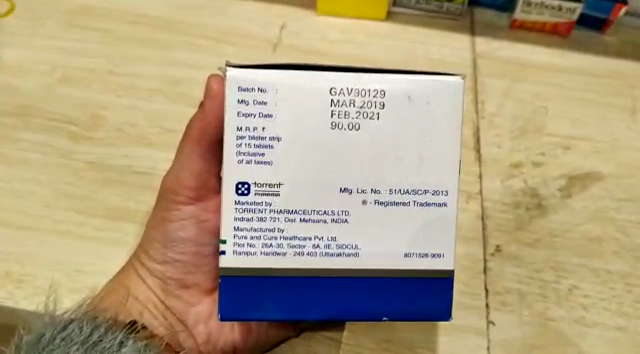 Batch No. : GAV90129
Mfg. Date : MAR.2019
Expiry Date : FEB.2021
M.R.P. ₹ 90.00
per blister strip
of 15 tablets
(Inclusive
of all taxes)
torrent
PHARMA
Mfg. Lic. No. : 51/UA/SC/P-2013
® - Registered Trademark
Marketed by :
TORRENT PHARMACEUTICALS LTD.
Indrad-382 721, Dist. Mehsana, INDIA.
Manufactured by :
Pure and Cure Healthcare Pvt. Ltd.
Plot No.: 26A-30, Sector - 8A, IIE, SIDCUL,
Ranipur, Haridwar - 249 403 (Uttarakhand).
8071526-9091